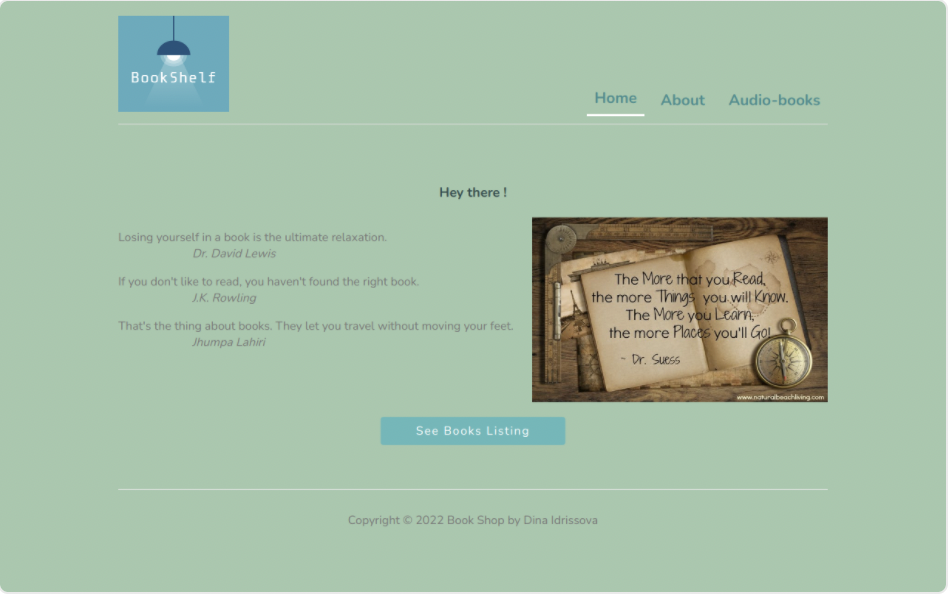 BookShelf
Home About Audio-books
Hey there !
Losing yourself in a book is the ultimate relaxation.
Dr. David Lewis
If you don't like to read, you haven't found the right book.
J.K. Rowling
That's the thing about books. They let you travel without moving your feet.
Jhumpa Lahiri
The More that you Read,
the more Things you will Know.
The More you Learn,
the more Places you'll Go!
~ Dr. Suess
www.naturalbeachliving.com
See Books Listing
Copyright © 2022 Book Shop by Dina Idrissova